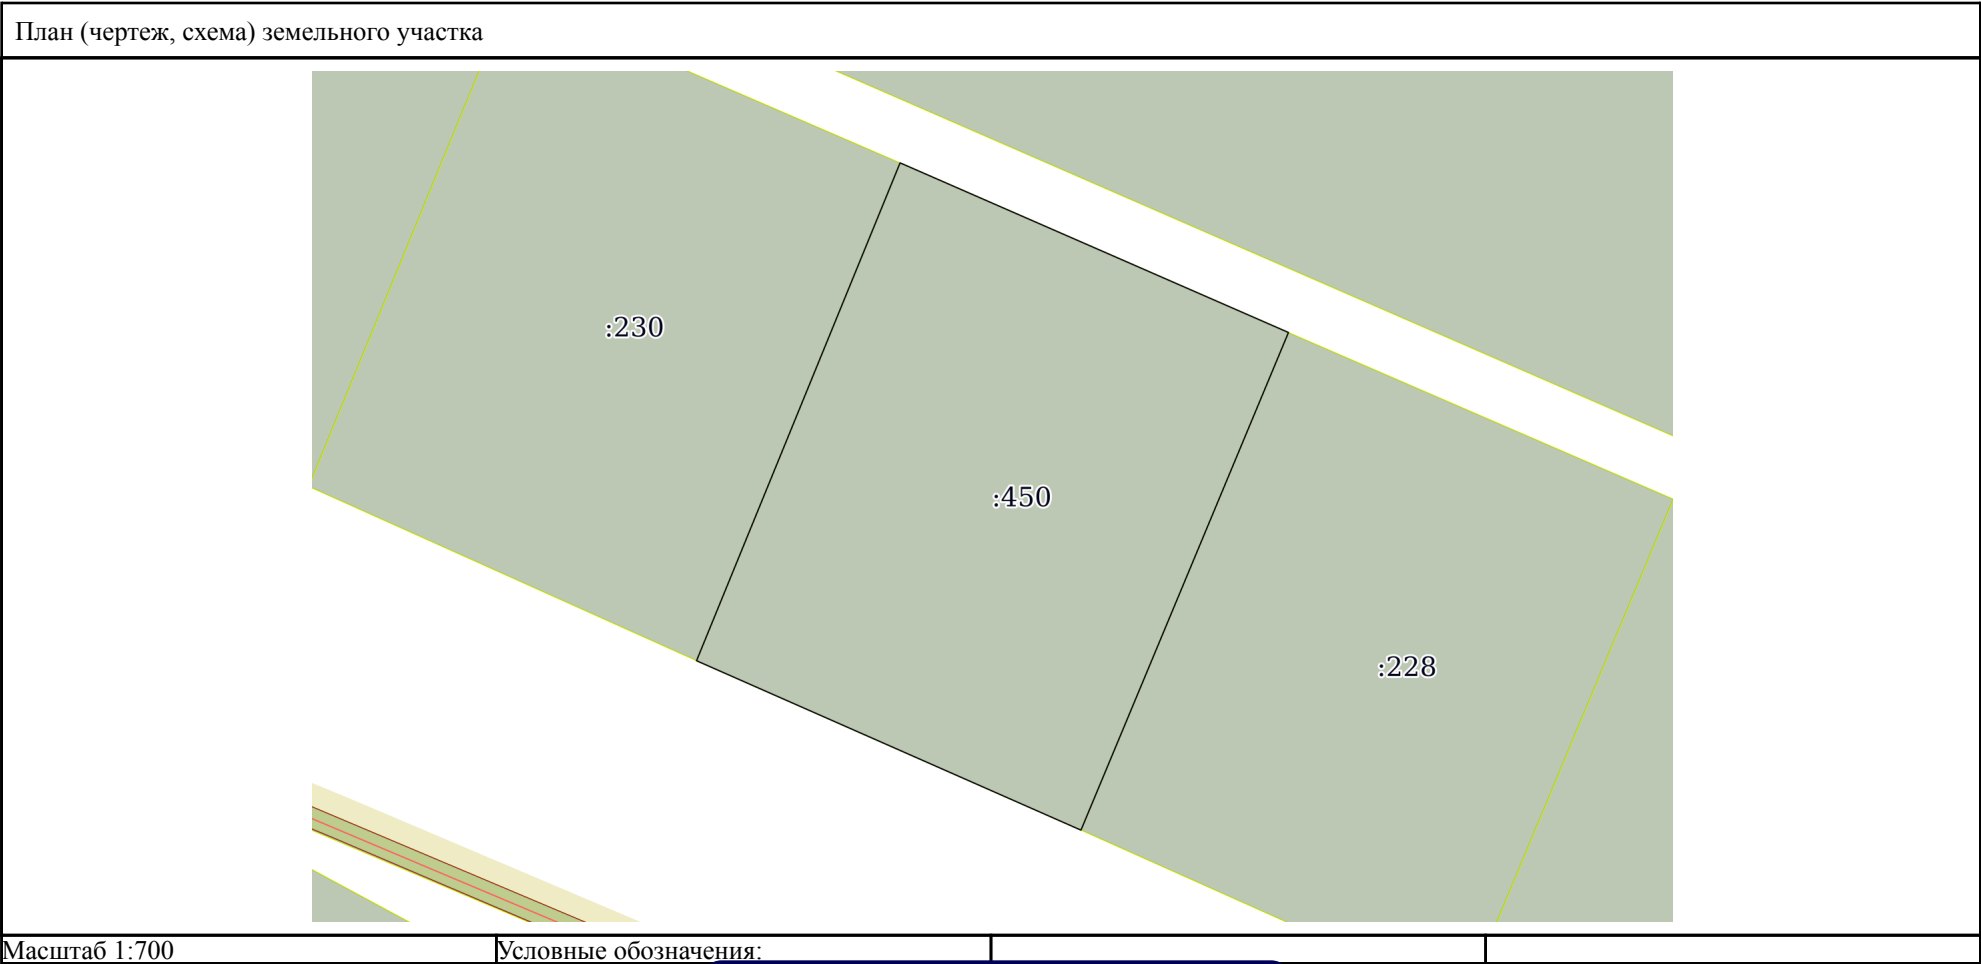 План (чертеж, схема) земельного участка
:230
:450
:228
Масштаб 1:700
Условные обозначения: